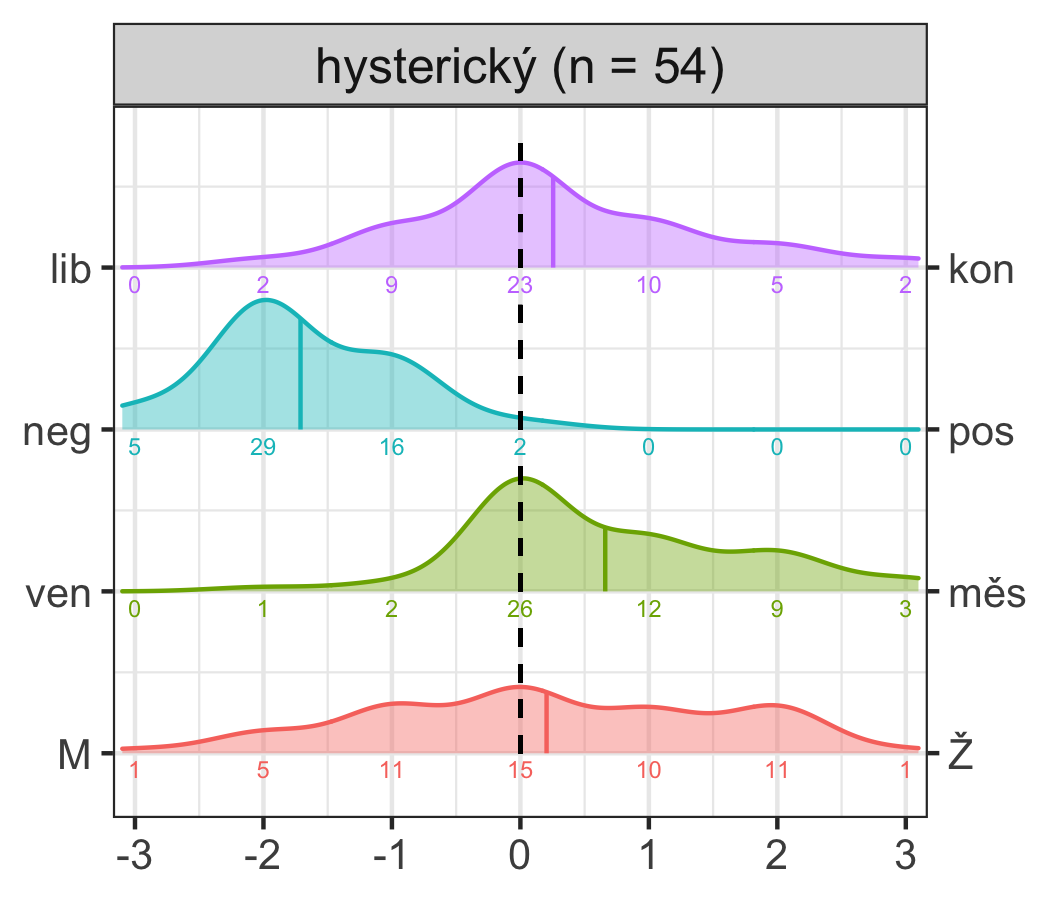 hysterický (n = 54)
lib kon
0 2 9 23 10 5 2
neg pos
5 29 16 2 0 0 0
ven měs
0 1 2 26 12 9 3
M Ž
1 5 11 15 10 11 1
-3 -2 -1 0 1 2 3